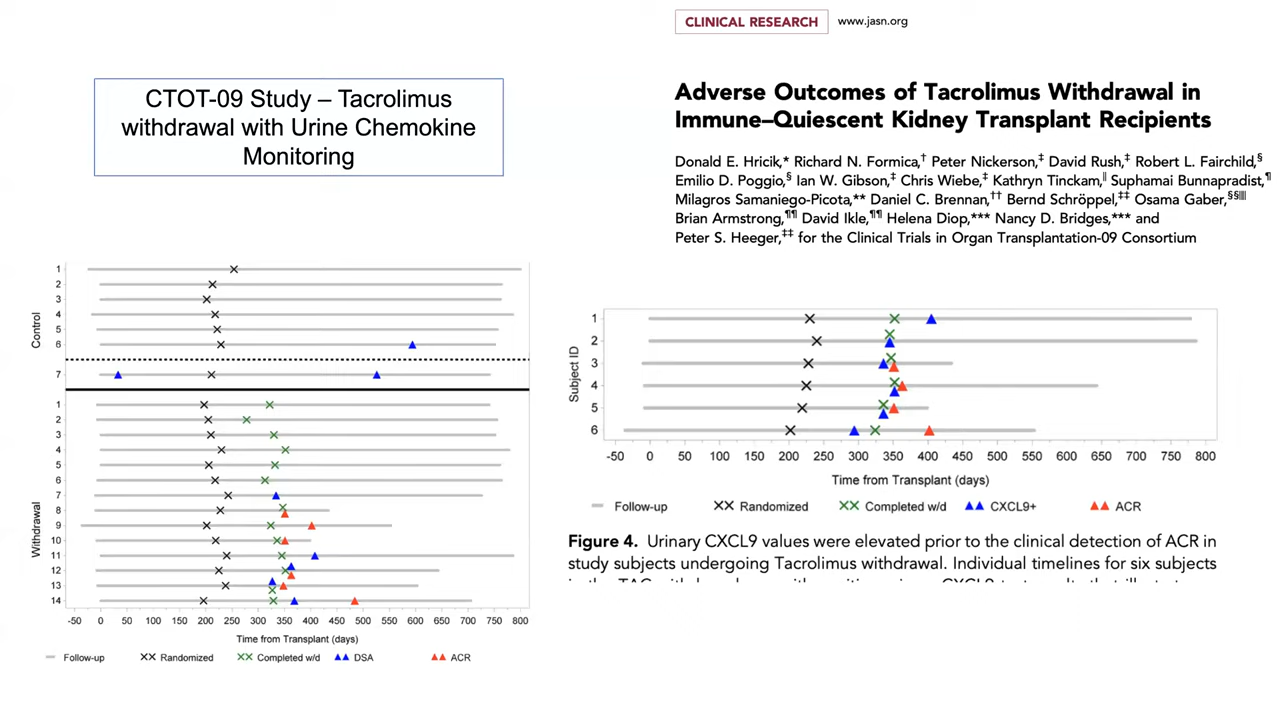 CTOT-09 Study – Tacrolimus
withdrawal with Urine Chemokine
Monitoring
CLINICAL RESEARCH www.jasn.org
Adverse Outcomes of Tacrolimus Withdrawal in
Immune–Quiescent Kidney Transplant Recipients
Donald E. Hricik,* Richard N. Formica,† Peter Nickerson,‡ David Rush,‡ Robert L. Fairchild,§
Emilio D. Poggio,§ Ian W. Gibson,‡ Chris Wiebe,‡ Kathryn Tinckam,‖ Suphamai Bunnapradist,¶
Milagros Samaniego-Picota,** Daniel C. Brennan,†† Bernd Schröppel,‡‡ Osama Gaber,§§‖‖
Brian Armstrong,¶¶ David Ikle,¶¶ Helena Diop,*** Nancy D. Bridges,*** and
Peter S. Heeger,‡‡ for the Clinical Trials in Organ Transplantation-09 Consortium
Control
1
2
3
4
5
6
7
Withdrawal
1
2
3
4
5
6
7
8
9
10
11
12
13
14
-50 0 50 100 150 200 250 300 350 400 450 500 550 600 650 700 750 800
Time from Transplant (days)
Follow-up Randomized Completed w/d DSA ACR
Subject ID
1
2
3
4
5
6
-50 0 50 100 150 200 250 300 350 400 450 500 550 600 650 700 750 800
Time from Transplant (days)
Follow-up Randomized Completed w/d CXCL9+ ACR
Figure 4. Urinary CXCL9 values were elevated prior to the clinical detection of ACR in
study subjects undergoing Tacrolimus withdrawal. Individual timelines for six subjects